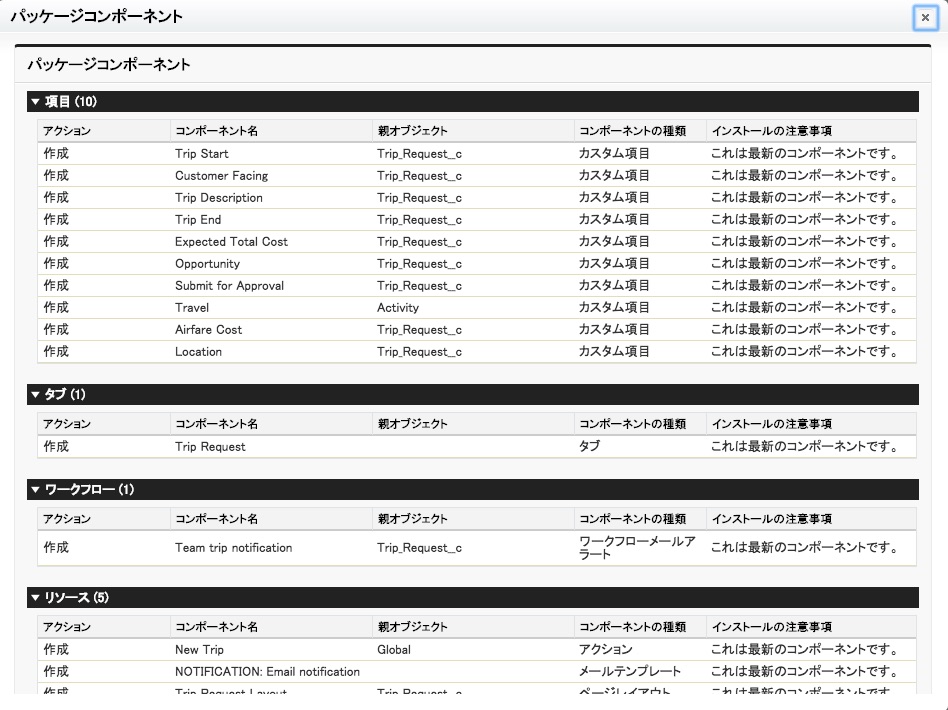 パッケージコンポーネント
×
パッケージコンポーネント
▼ 項目 (10)
アクション コンポーネント名 親オブジェクト コンポーネントの種類 インストールの注意事項
作成 Trip Start Trip_Request__c カスタム項目 これは最新のコンポーネントです。
作成 Customer Facing Trip_Request__c カスタム項目 これは最新のコンポーネントです。
作成 Trip Description Trip_Request__c カスタム項目 これは最新のコンポーネントです。
作成 Trip End Trip_Request__c カスタム項目 これは最新のコンポーネントです。
作成 Expected Total Cost Trip_Request__c カスタム項目 これは最新のコンポーネントです。
作成 Opportunity Trip_Request__c カスタム項目 これは最新のコンポーネントです。
作成 Submit for Approval Trip_Request__c カスタム項目 これは最新のコンポーネントです。
作成 Travel Activity カスタム項目 これは最新のコンポーネントです。
作成 Airfare Cost Trip_Request__c カスタム項目 これは最新のコンポーネントです。
作成 Location Trip_Request__c カスタム項目 これは最新のコンポーネントです。
▼ タブ (1)
アクション コンポーネント名 親オブジェクト コンポーネントの種類 インストールの注意事項
作成 Trip Request タブ これは最新のコンポーネントです。
▼ ワークフロー (1)
アクション コンポーネント名 親オブジェクト コンポーネントの種類 インストールの注意事項
作成 Team trip notification Trip_Request__c ワークフローメールア これは最新のコンポーネントです。
ラート
▼ リソース (5)
アクション コンポーネント名 親オブジェクト コンポーネントの種類 インストールの注意事項
作成 New Trip Global アクション これは最新のコンポーネントです。
作成 NOTIFICATION: Email notification メールテンプレート これは最新のコンポーネントです。
作成 Trip Request Layout Trip_Request__c ページレイアウト これは最新のコンポーネントです。